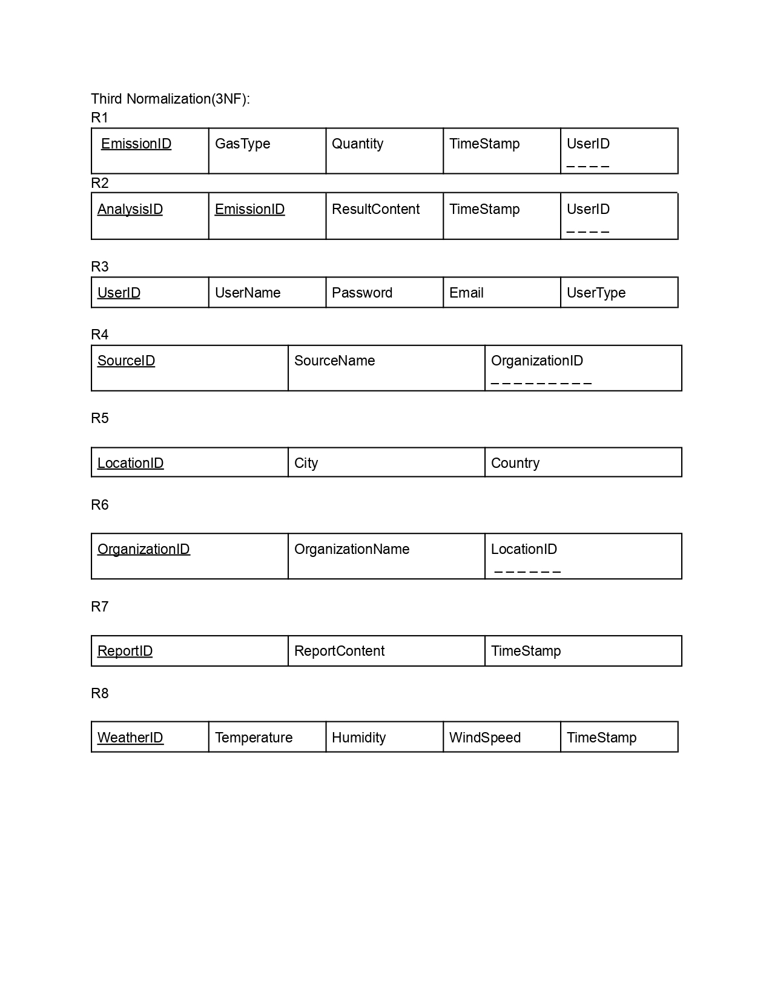 Third Normalization(3NF):
R1
EmissionID GasType Quantity TimeStamp UserID
_ _ _ _
R2
AnalysisID EmissionID ResultContent TimeStamp UserID
_ _ _ _
R3
UserID UserName Password Email UserType
R4
SourceID SourceName OrganizationID
_ _ _ _ _ _ _ _ _
R5
LocationID City Country
R6
OrganizationID OrganizationName LocationID
_ _ _ _ _ _
R7
ReportID ReportContent TimeStamp
R8
WeatherID Temperature Humidity WindSpeed TimeStamp